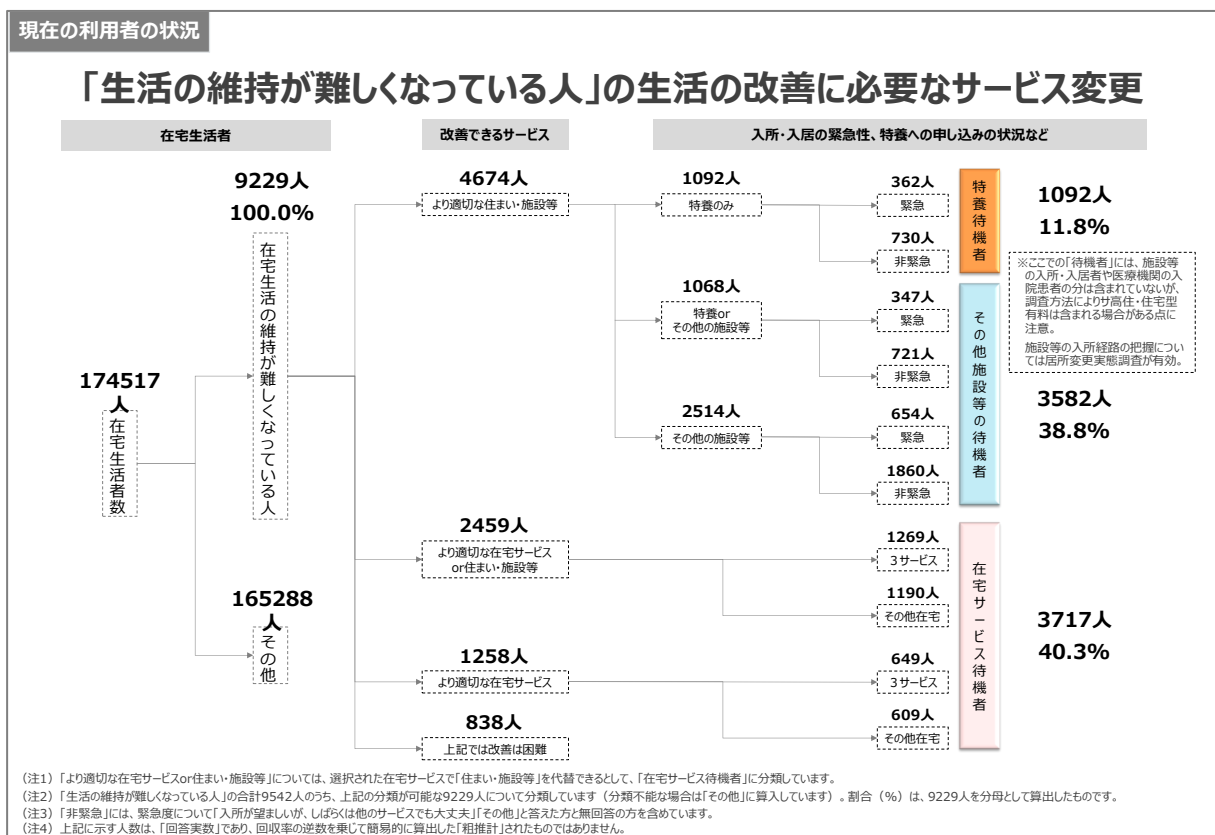 現在の利用者の状況
「生活の維持が難しくなっている人」の生活の改善に必要なサービス変更
在宅生活者
改善できるサービス
入所・入居の緊急性、特養への申し込みの状況など
174517
人
在宅生活者数
9229人
100.0%
在宅生活の維持が難しくなっている人
165288
人
その他
4674人
より適切な住まい・施設等
2459人
より適切な在宅サービス
or住まい・施設等
1258人
より適切な在宅サービス
838人
上記では改善は困難
1092人
特養のみ
1068人
特養or
その他の施設等
2514人
その他の施設等
362人
緊急
730人
非緊急
347人
緊急
721人
非緊急
654人
緊急
1860人
非緊急
1269人
3サービス
1190人
その他在宅
649人
3サービス
609人
その他在宅
特養待機者
その他施設等の待機者
在宅サービス待機者
1092人
11.8%
※ここでの「待機者」には、施設等
の入所・入居者や医療機関の入
院患者の分は含まれていないが、
調査方法によりサ高住・住宅型
有料は含まれる場合がある点に
注意。
施設等の入所経路の把握につい
ては居所変更実態調査が有効。
3582人
38.8%
3717人
40.3%
(注1)「より適切な在宅サービスor住まい・施設等」については、選択された在宅サービスで「住まい・施設等」を代替できるとして、「在宅サービス待機者」に分類しています。
(注2)「生活の維持が難しくなっている人」の合計9542人のうち、上記の分類が可能な9229人について分類しています(分類不能な場合は「その他」に算入しています)。割合(%)は、9229人を分母として算出したものです。
(注3)「非緊急」には、緊急度について「入所が望ましいが、しばらくは他のサービスでも大丈夫」「その他」と答えた方と無回答の方を含めています。
(注4)上記に示す人数は、「回答実数」であり、回収率の逆数を乗じて簡易的に算出した「粗推計」されたものではありません。